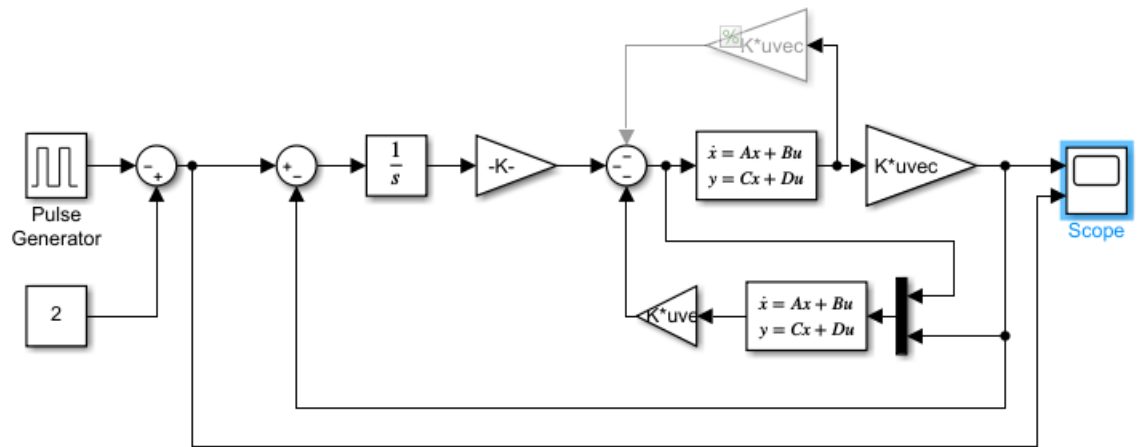 %
K*uvec
-
+
+
-
1
s
-K-
-
-
-
ẋ = Ax + Bu
y = Cx + Du
K*uvec
Pulse
Generator
Scope
2
K*uve
ẋ = Ax + Bu
y = Cx + Du